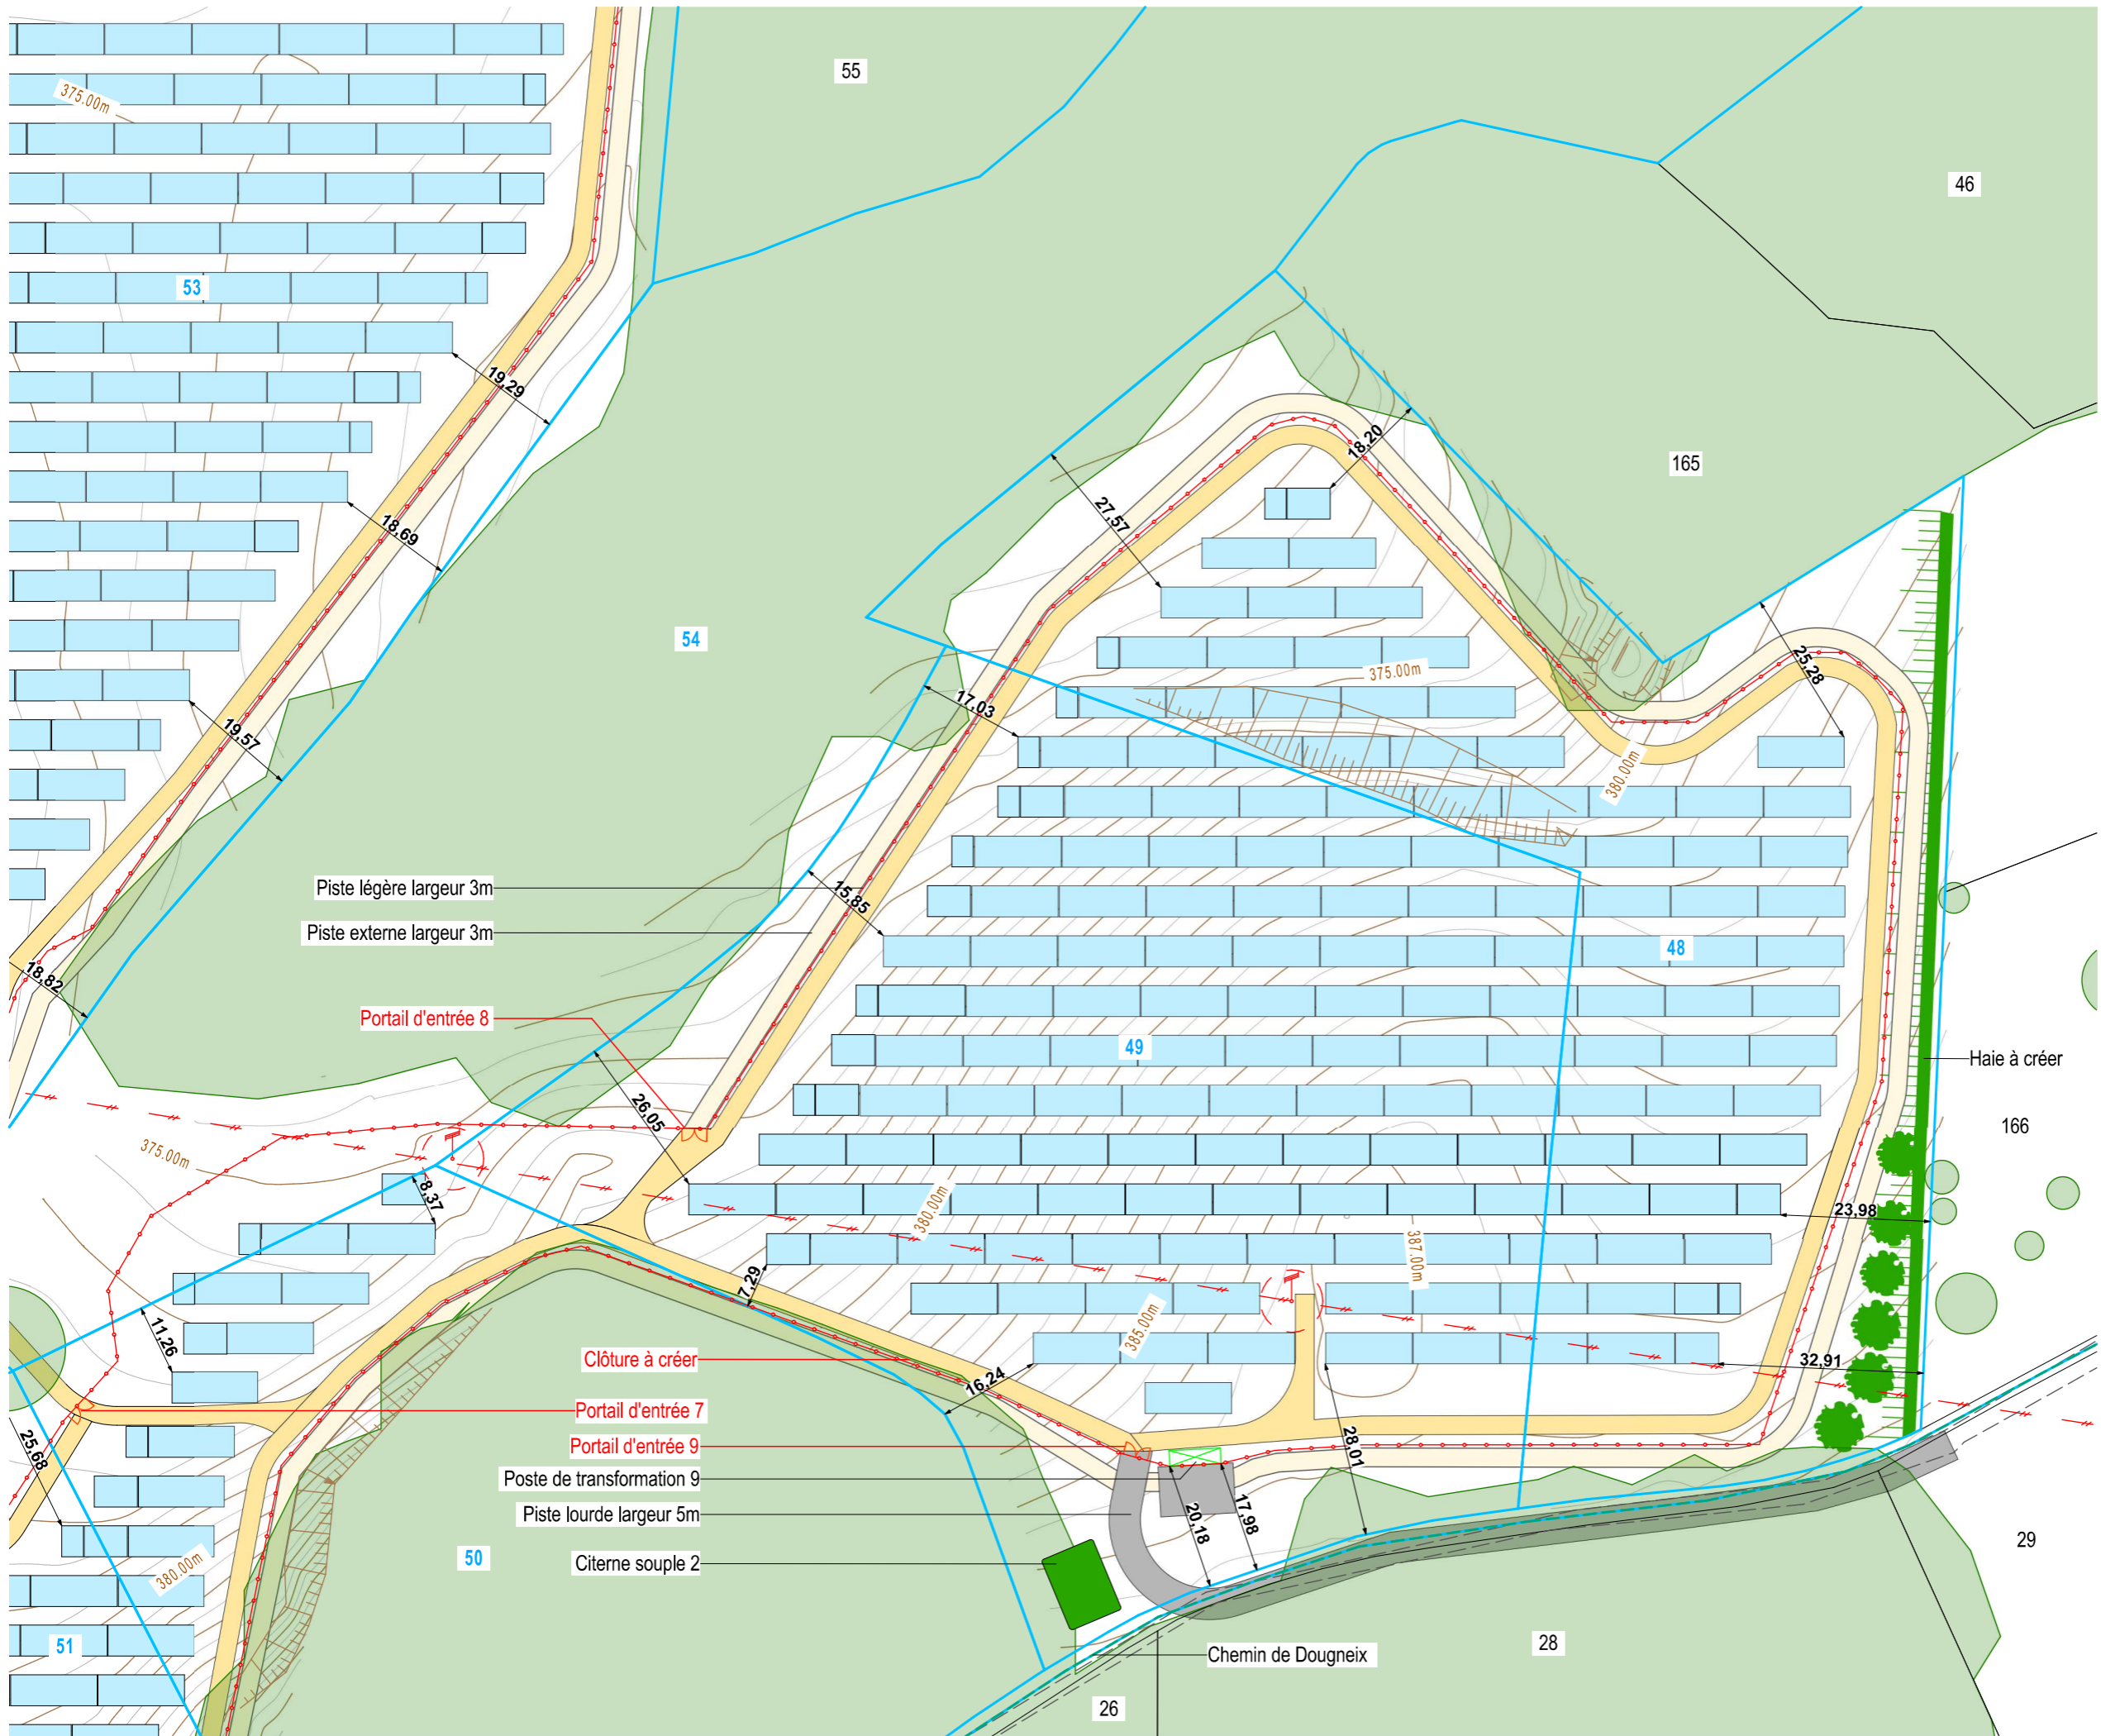 55
375.00m
46
53
19,29
18,20
165
27,57
18,69
54
375.00m
25,28
17,03
19,57
380.00m
Piste légère largeur 3m
15,85
Piste externe largeur 3m
48
18,82
Portail d'entrée 8
49
Haie à créer
26,05
166
375.00m
8,37
380.00m
23,98
387.00m
7,29
11,26
385.00m
Clôture à créer
32,91
16,24
Portail d'entrée 7
25,68
Portail d'entrée 9
28,01
Poste de transformation 9
20,18
17,98
Piste lourde largeur 5m
29
50
Citerne souple 2
380.00m
51
28
Chemin de Dougneix
26